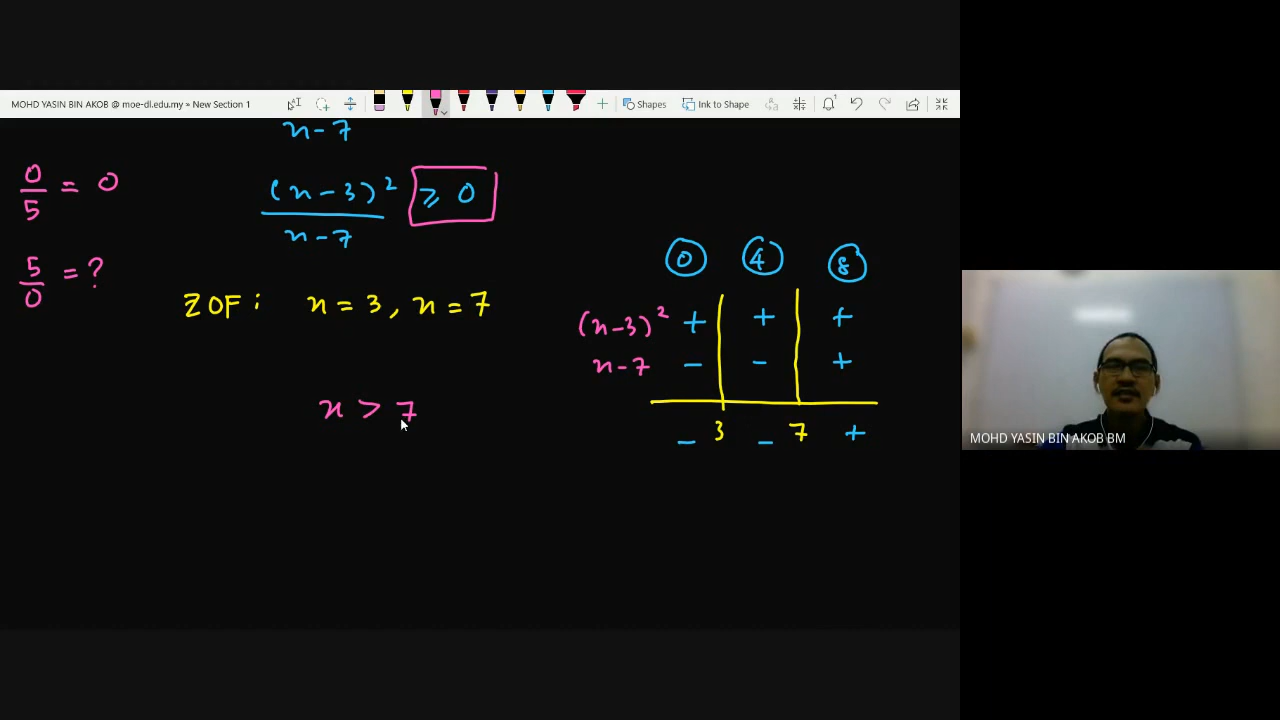 MOHD YASIN BIN AKOB @ moe-dl.edu.my » New Section 1
Shapes
Ink to Shape
n-7
0/5 = 0
(n-3)² ≥ 0
n-7
5/0 = ?
ZOF: n = 3, n = 7
n > 7
0 4 8
(n-3)² + + +
n-7 - - +
- 3 - 7 +
MOHD YASIN BIN AKOB BM